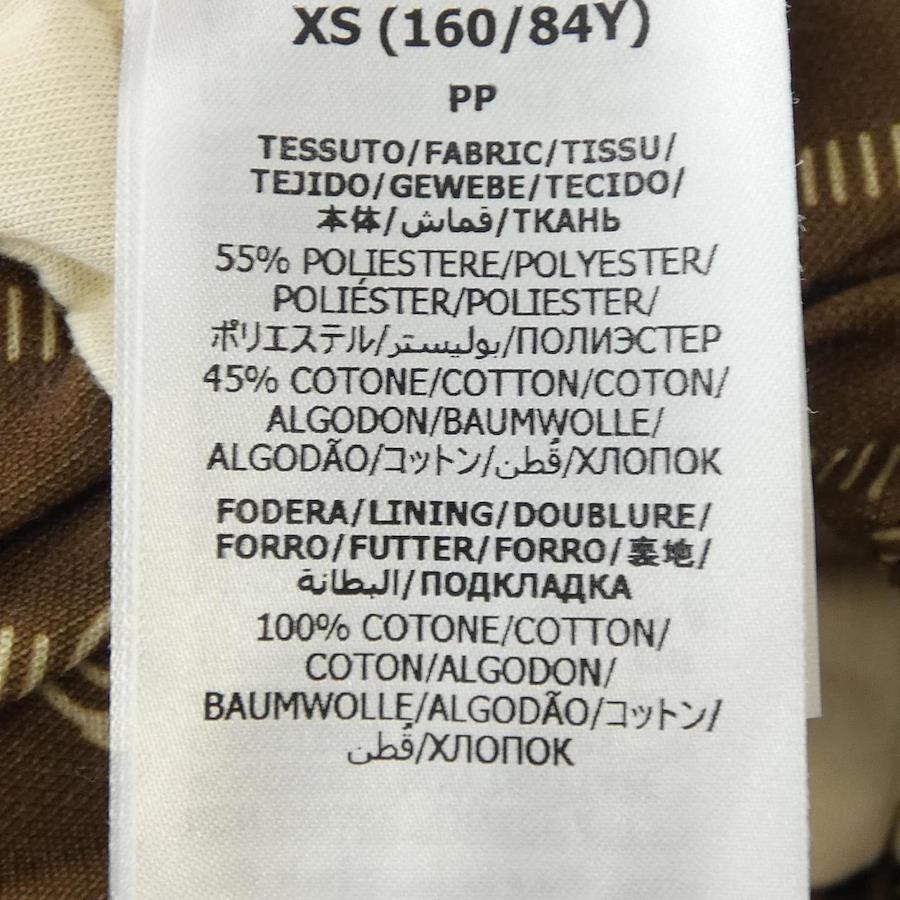 XS (160/84Y)
PP
TESSUTO/FABRIC/TISSU/
TEJIDO/GEWEBE/TECIDO/
本体/قماش/ТКАНЬ
55% POLIESTERE/POLYESTER/
POLIÉSTER/POLIESTER/
ポリエステル/بوليستر/ПОЛИЭСТЕР
45% COTONE/COTTON/COTON/
ALGODON/BAUMWOLLE/
ALGODÃO/コットン/قُطن/ХЛОПОК
FODERA/LINING/DOUBLURE/
FORRO/FUTTER/FORRO/裏地/
البطانة/ПОДКЛАДКА
100% COTONE/COTTON/
COTON/ALGODON/
BAUMWOLLE/ALGODÃO/コットン/
قُطن/ХЛОПОК